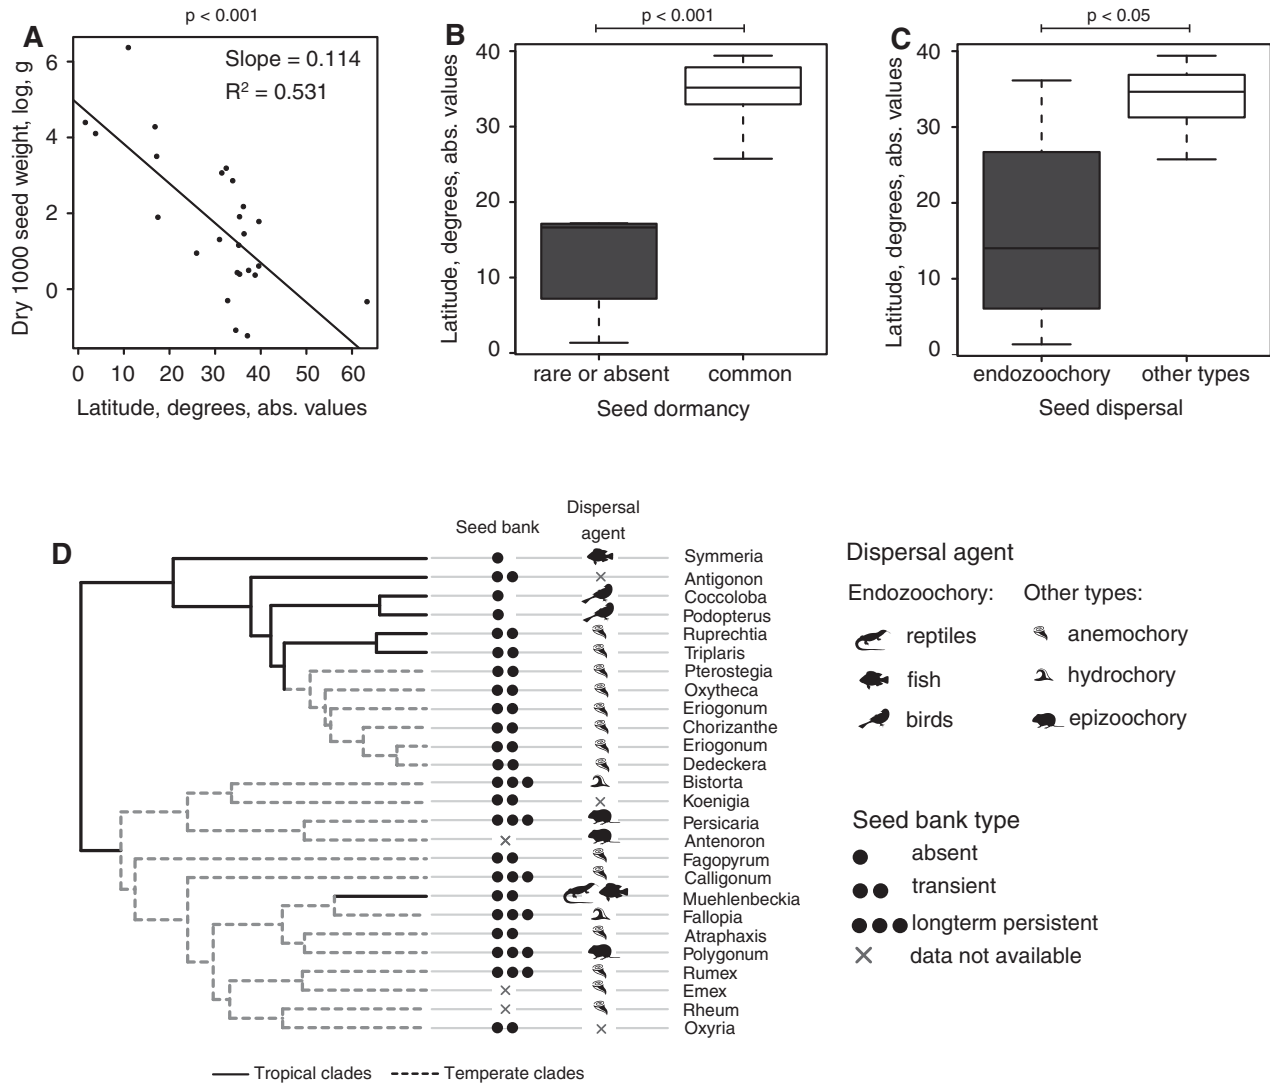 A
p < 0.001
Slope = 0.114
R² = 0.531
Dry 1000 seed weight, log, g
6
4
2
0
0 10 20 30 40 50 60
Latitude, degrees, abs. values
B
p < 0.001
Latitude, degrees, abs. values
40
30
20
10
0
rare or absent common
Seed dormancy
C
p < 0.05
Latitude, degrees, abs. values
40
30
20
10
0
endozoochory other types
Seed dispersal
D
Seed bank
Dispersal
agent
Symmeria
Antigonon
Coccoloba
Podopterus
Ruprechtia
Triplaris
Pterostegia
Oxytheca
Eriogonum
Chorizanthe
Eriogonum
Dedeckera
Bistorta
Koenigia
Persicaria
Antenoron
Fagopyrum
Calligonum
Muehlenbeckia
Fallopia
Atraphaxis
Polygonum
Rumex
Emex
Rheum
Oxyria
Tropical clades Temperate clades
Dispersal agent
Endozoochory: Other types:
reptiles anemochory
fish hydrochory
birds epizoochory
Seed bank type
absent
transient
longterm persistent
data not available